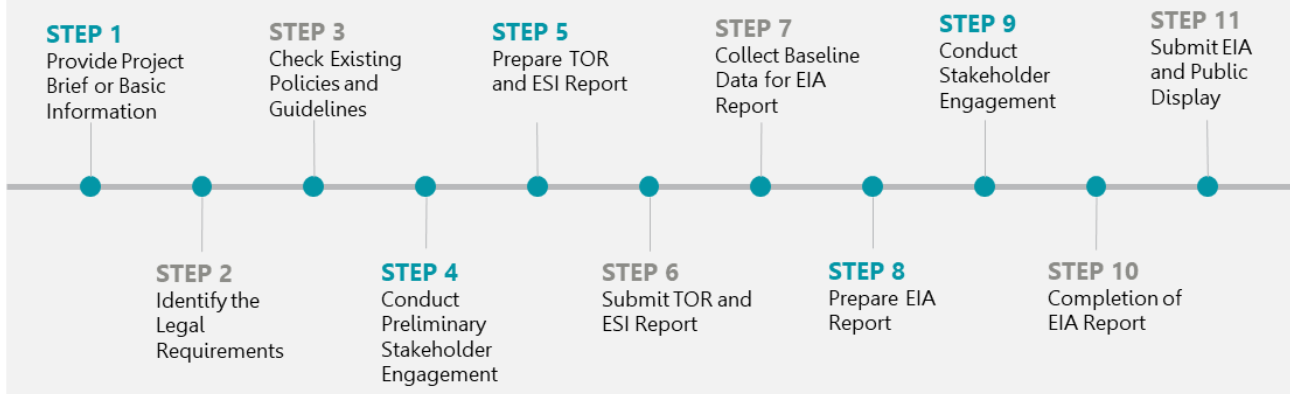 STEP 1
Provide Project
Brief or Basic
Information
STEP 2
Identify the
Legal
Requirements
STEP 3
Check Existing
Policies and
Guidelines
STEP 4
Conduct
Preliminary
Stakeholder
Engagement
STEP 5
Prepare TOR
and ESI Report
STEP 6
Submit TOR and
ESI Report
STEP 7
Collect Baseline
Data for EIA
Report
STEP 8
Prepare EIA
Report
STEP 9
Conduct
Stakeholder
Engagement
STEP 10
Completion of
EIA Report
STEP 11
Submit EIA
and Public
Display